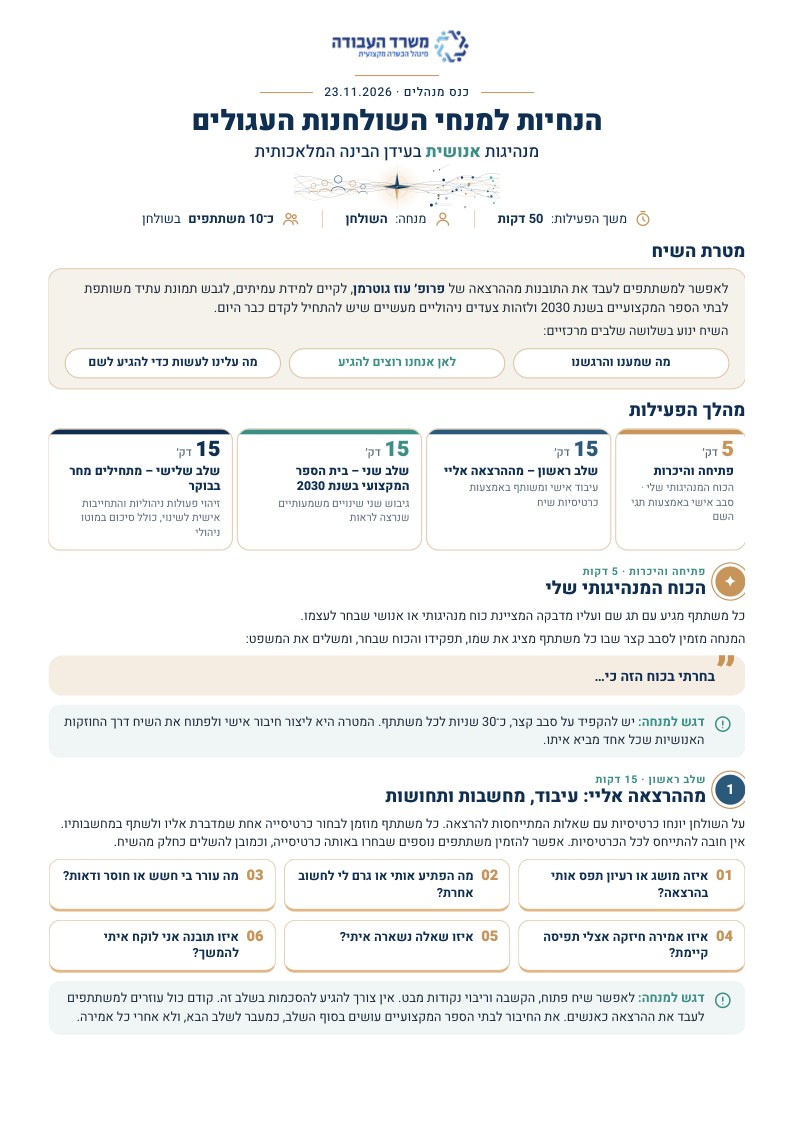 משרד העבודה
מינהל הכשרה מקצועית
כנס מנהלים · 23.11.2026
הנחיות למנחי השולחנות העגולים
מנהיגות אנושית בעידן הבינה המלאכותית
משך הפעילות: 50 דקות
מנחה: השולחן
כ־10 משתתפים בשולחן
מטרת השיח
לאפשר למשתתפים לעבד את התובנות מההרצאה של פרופ׳ עוז גוטרמן, לקיים למידת עמיתים, לגבש תמונת עתיד משותפת
לבתי הספר המקצועיים בשנת 2030 ולזהות צעדים ניהוליים מעשיים שיש להתחיל לקדם כבר היום.
השיח ינוע בשלושה שלבים מרכזיים:
מה שמענו והרגשנו
לאן אנחנו רוצים להגיע
מה עלינו לעשות כדי להגיע לשם
מהלך הפעילות
5 דק׳
פתיחה והיכרות
הכוח המנהיגותי שלי ·
סבב אישי באמצעות תגי
השם
15 דק׳
שלב ראשון – מההרצאה אליי
עיבוד אישי ומשותף באמצעות
כרטיסיות שיח
15 דק׳
שלב שני – בית הספר
המקצועי בשנת 2030
גיבוש שני שינויים משמעותיים
שנרצה לראות
15 דק׳
שלב שלישי – מתחילים מחר
בבוקר
זיהוי פעולות ניהוליות והתחייבות
אישית לשינוי, כולל סיכום במוטו
ניהולי
פתיחה והיכרות · 5 דקות
הכוח המנהיגותי שלי
כל משתתף מגיע עם תג שם ועליו מדבקה המציינת כוח מנהיגותי או אנושי שבחר לעצמו.
המנחה מזמין לסבב קצר שבו כל משתתף מציג את שמו, תפקידו והכוח שבחר, ומשלים את המשפט:
בחרתי בכוח הזה כי...
דגש למנחה: יש להקפיד על סבב קצר, כ־30 שניות לכל משתתף. המטרה היא ליצור חיבור אישי ולפתוח את השיח דרך החוזקות
האנושיות שכל אחד מביא איתו.
1
שלב ראשון · 15 דקות
מההרצאה אליי: עיבוד, מחשבות ותחושות
על השולחן יונחו כרטיסיות עם שאלות המתייחסות להרצאה. כל משתתף מוזמן לבחור כרטיסייה אחת שמדברת אליו ולשתף במחשבותיו.
אין חובה להתייחס לכל הכרטיסיות. אפשר להזמין משתתפים נוספים שבחרו באותה כרטיסייה, וכמובן להשלים כחלק מהשיח.
01 איזה מושג או רעיון תפס אותי
בהרצאה?
02 מה הפתיע אותי או גרם לי לחשוב
אחרת?
03 מה עורר בי חשש או חוסר ודאות?
04 איזו אמירה חיזקה אצלי תפיסה
קיימת?
05 איזו שאלה נשארה איתי?
06 איזו תובנה אני לוקח איתי
להמשך?
דגש למנחה: לאפשר שיח פתוח, הקשבה וריבוי נקודות מבט. אין צורך להגיע להסכמות בשלב זה. קודם כול עוזרים למשתתפים
לעבד את ההרצאה כאנשים. את החיבור לבתי הספר המקצועיים עושים בסוף השלב, כמעבר לשלב הבא, ולא אחרי כל אמירה.